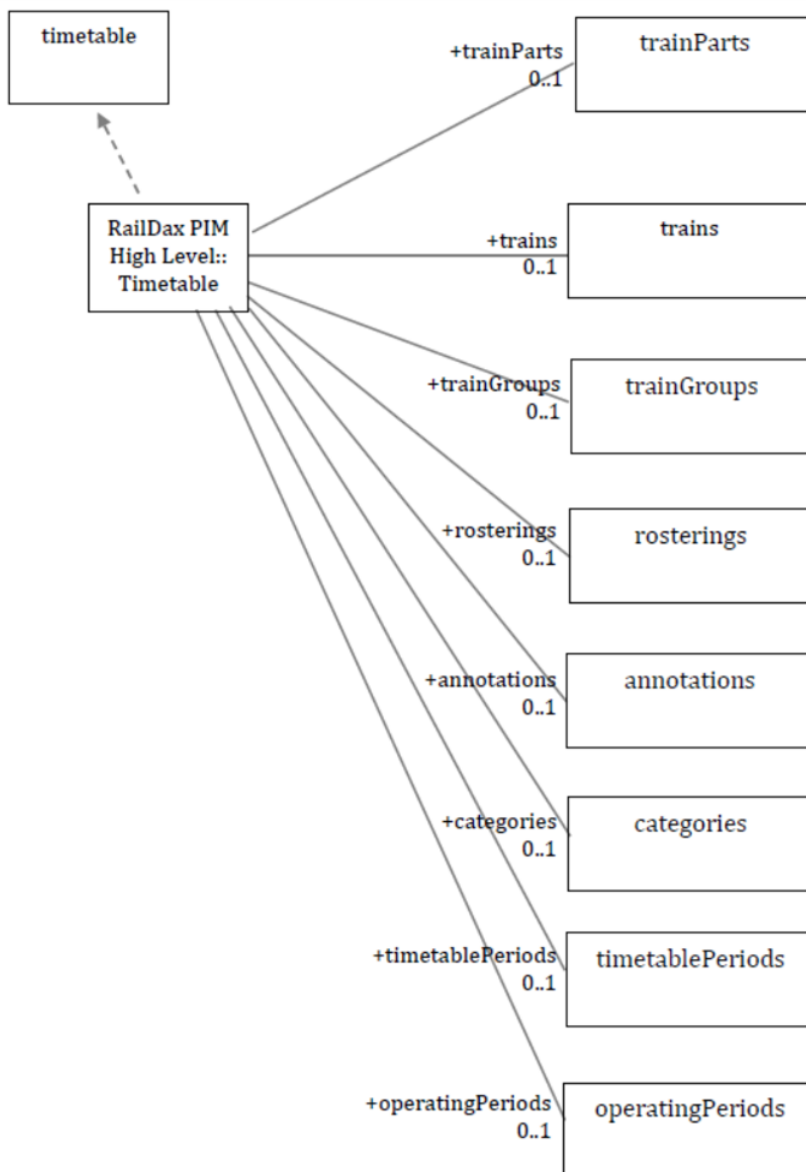 timetable
+trainParts
0..1
trainParts
RailDax PIM
High Level::
Timetable
+trains
0..1
trains
+trainGroups
0..1
trainGroups
+rosterings
0..1
rosterings
+annotations
0..1
annotations
+categories
0..1
categories
+timetablePeriods
0..1
timetablePeriods
+operatingPeriods
0..1
operatingPeriods